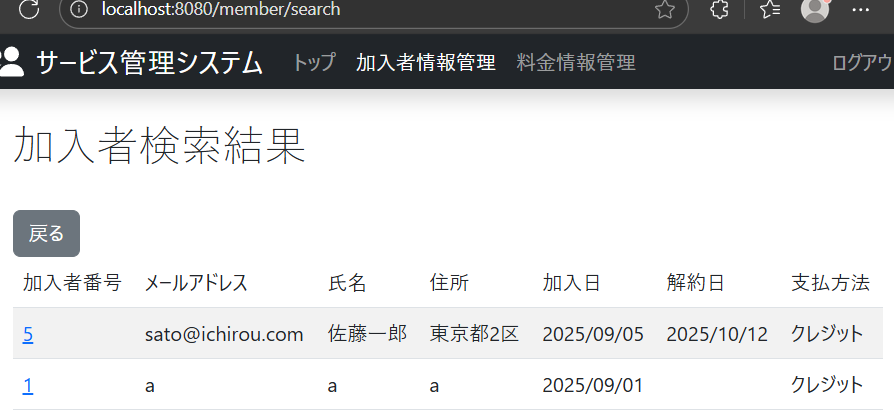 localhost:8080/member/search
サービス管理システム トップ 加入者情報管理 料金情報管理 ログアウ
加入者検索結果
戻る
加入者番号 メールアドレス 氏名 住所 加入日 解約日 支払方法
5 sato@ichirou.com 佐藤一郎 東京都2区 2025/09/05 2025/10/12 クレジット
1 a a a 2025/09/01 クレジット